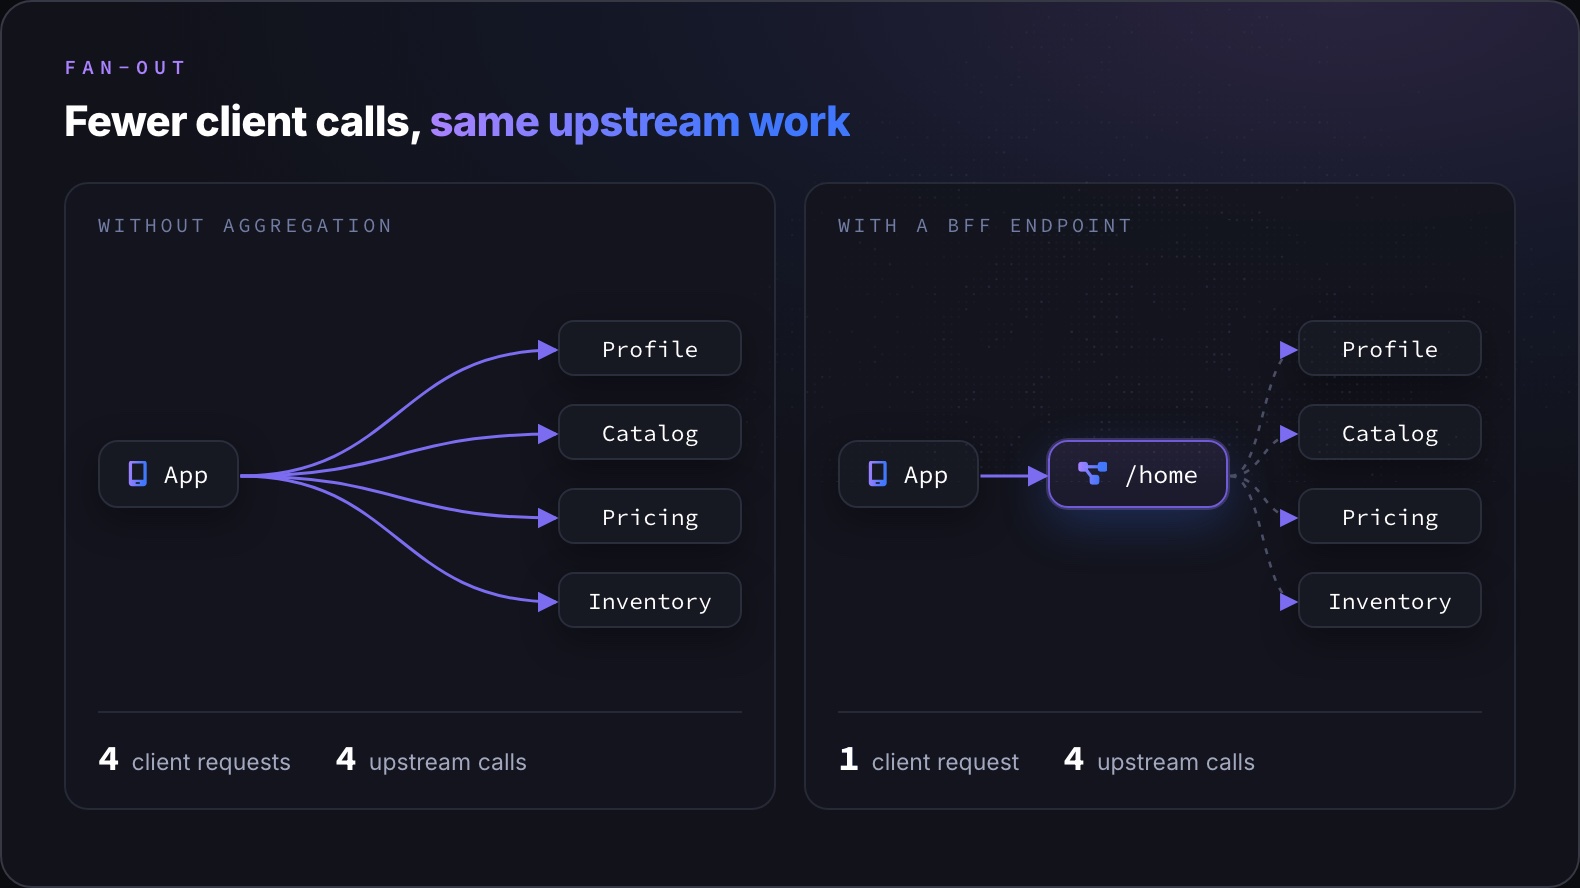 FAN-OUT
Fewer client calls, same upstream work
WITHOUT AGGREGATION
App
Profile
Catalog
Pricing
Inventory
4 client requests 4 upstream calls
WITH A BFF ENDPOINT
App
/home
Profile
Catalog
Pricing
Inventory
1 client request 4 upstream calls